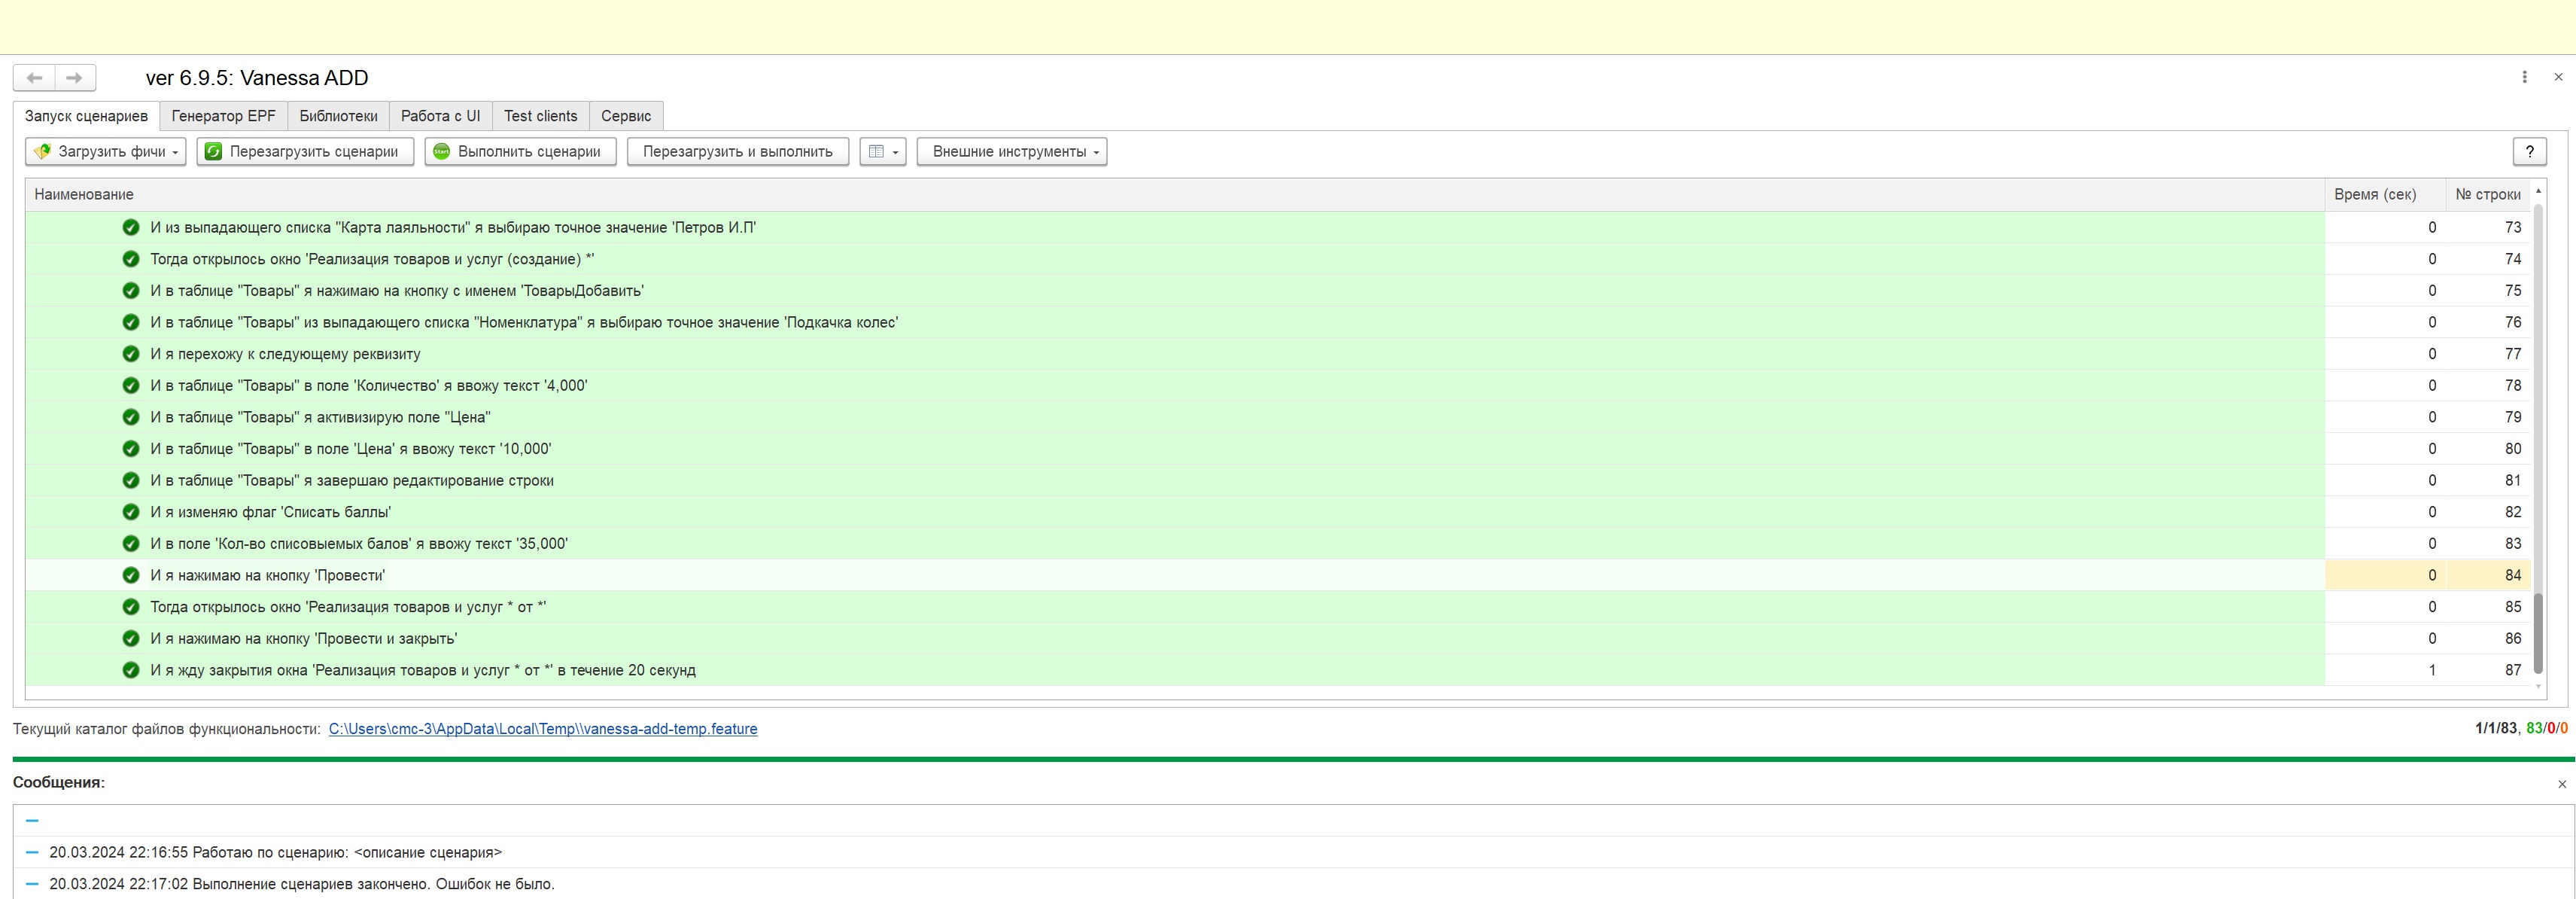 ver 6.9.5: Vanessa ADD
Запуск сценариев Генератор EPF Библиотеки Работа с UI Test clients Сервис
Загрузить фичи Перезагрузить сценарии Start Выполнить сценарии Перезагрузить и выполнить Внешние инструменты ?
Наименование Время (сек) № строки
И из выпадающего списка "Карта лаяльности" я выбираю точное значение 'Петров И.П' 0 73
Тогда открылось окно 'Реализация товаров и услуг (создание) *' 0 74
И в таблице "Товары" я нажимаю на кнопку с именем 'ТоварыДобавить' 0 75
И в таблице "Товары" из выпадающего списка "Номенклатура" я выбираю точное значение 'Подкачка колес' 0 76
И я перехожу к следующему реквизиту 0 77
И в таблице "Товары" в поле 'Количество' я ввожу текст '4,000' 0 78
И в таблице "Товары" я активизирую поле "Цена" 0 79
И в таблице "Товары" в поле 'Цена' я ввожу текст '10,000' 0 80
И в таблице "Товары" я завершаю редактирование строки 0 81
И я изменяю флаг 'Списать баллы' 0 82
И в поле 'Кол-во списовыемых балов' я ввожу текст '35,000' 0 83
И я нажимаю на кнопку 'Провести' 0 84
Тогда открылось окно 'Реализация товаров и услуг * от *' 0 85
И я нажимаю на кнопку 'Провести и закрыть' 0 86
И я жду закрытия окна 'Реализация товаров и услуг * от *' в течение 20 секунд 1 87
Текущий каталог файлов функциональности: C:\Users\cmc-3\AppData\Local\Temp\\vanessa-add-temp.feature 1/1/83, 83/0/0
Сообщения:
20.03.2024 22:16:55 Работаю по сценарию: <описание сценария>
20.03.2024 22:17:02 Выполнение сценариев закончено. Ошибок не было.